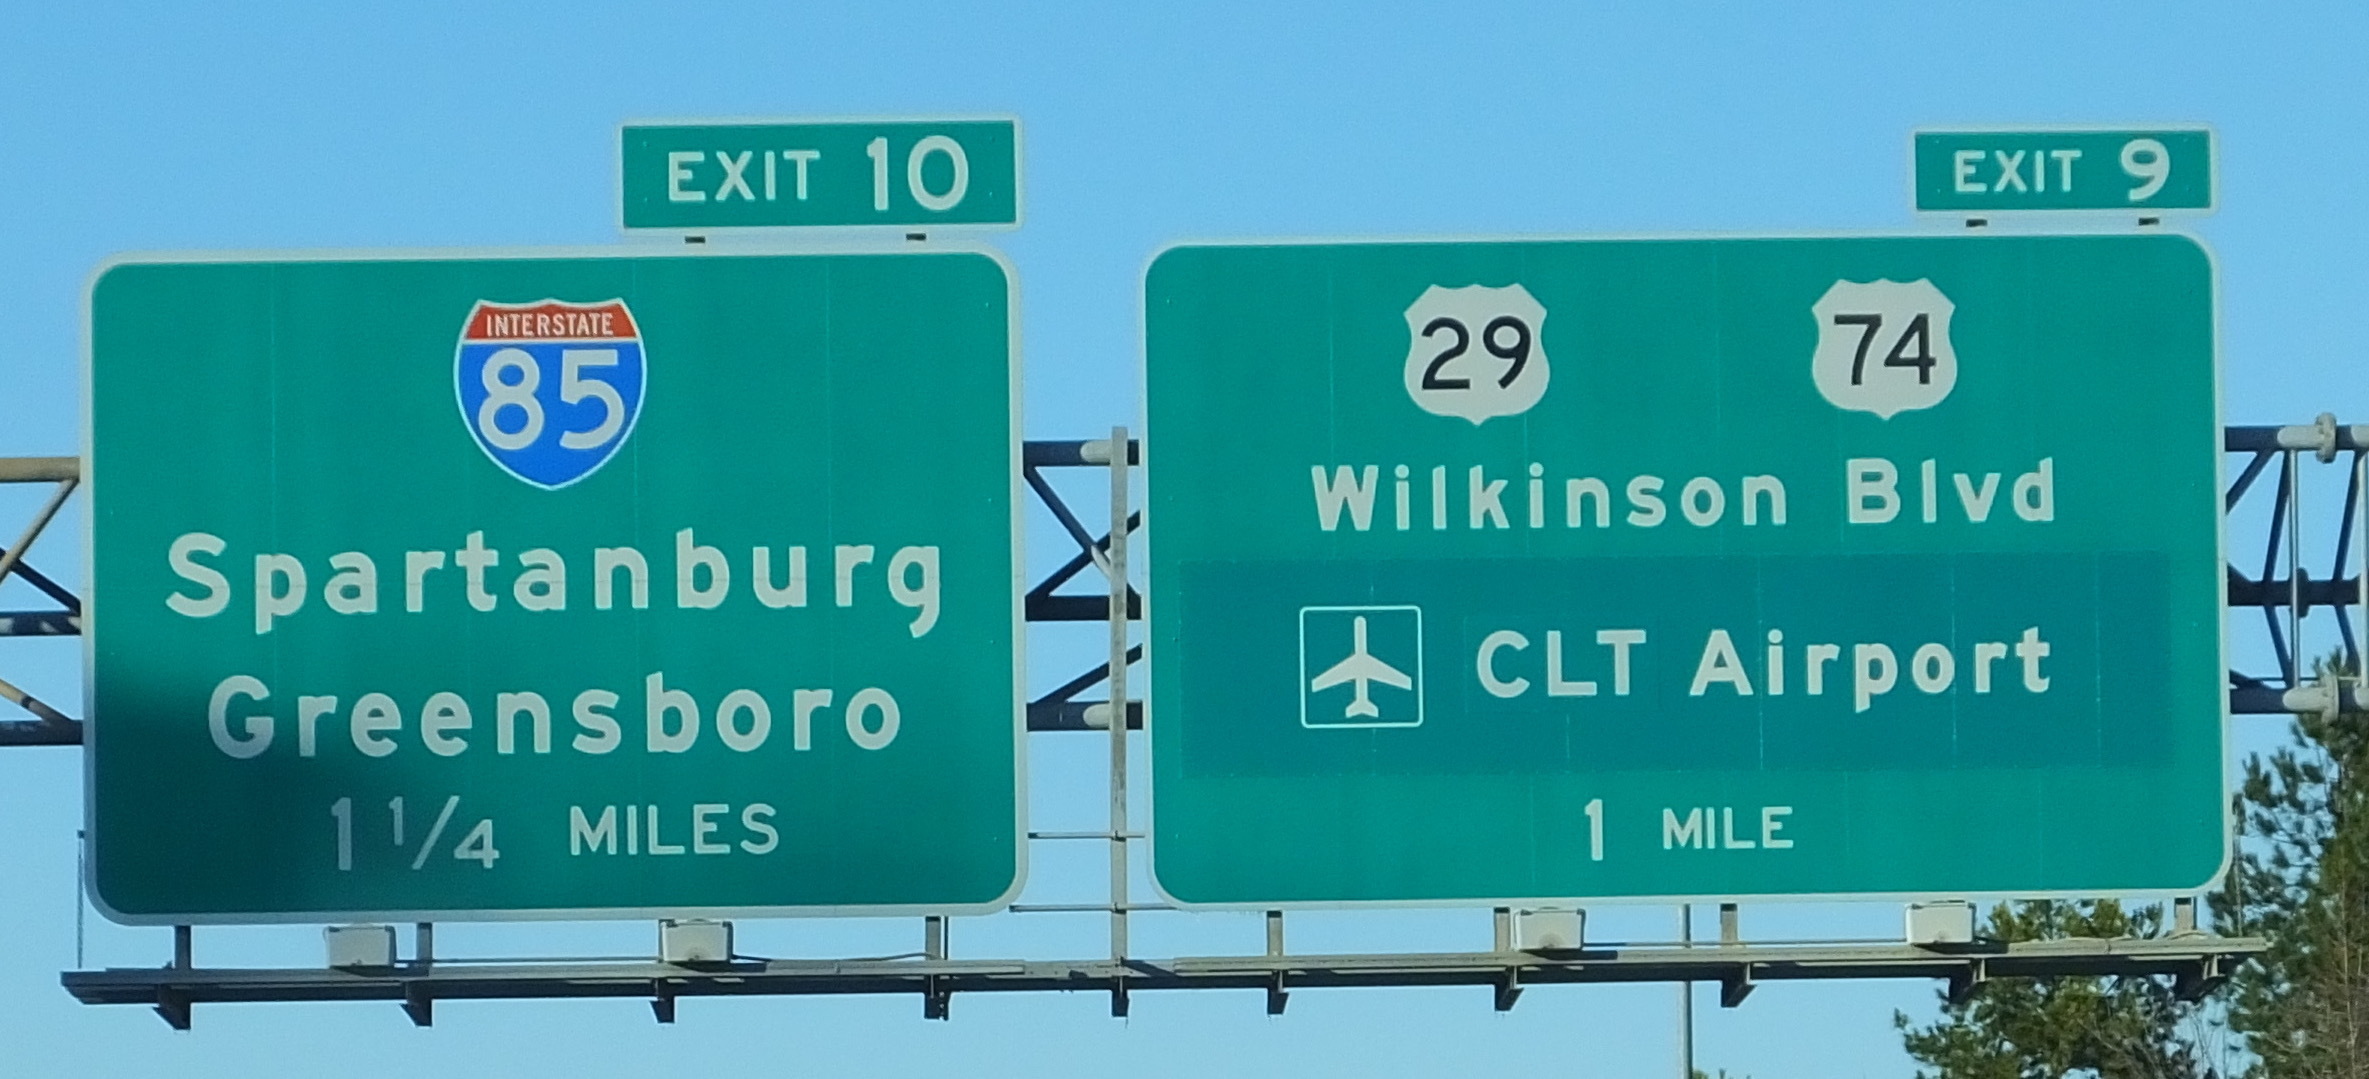 EXIT 10
INTERSTATE
85
Spartanburg
Greensboro
1 1/4 MILES
EXIT 9
29 74
Wilkinson Blvd
CLT Airport
1 MILE